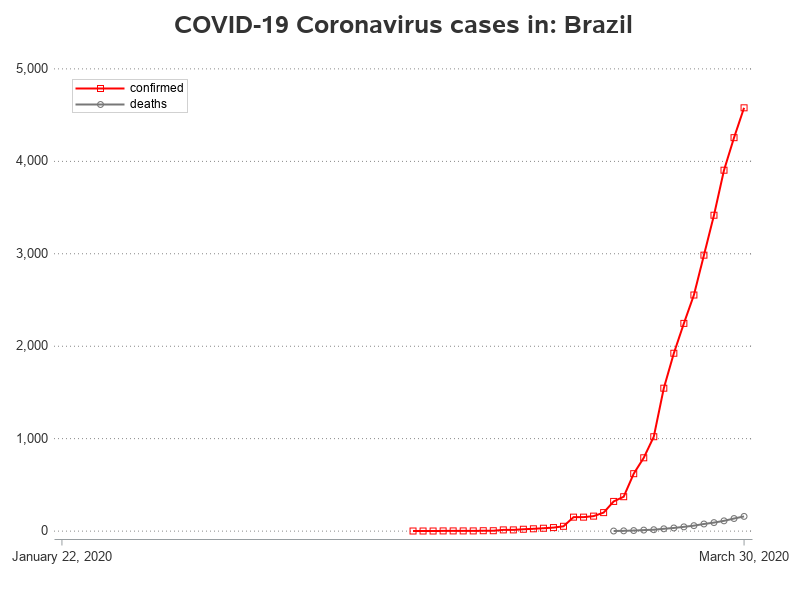 COVID-19 Coronavirus cases in: Brazil
5,000
confirmed
deaths
4,000
3,000
2,000
1,000
0
January 22, 2020
March 30, 2020